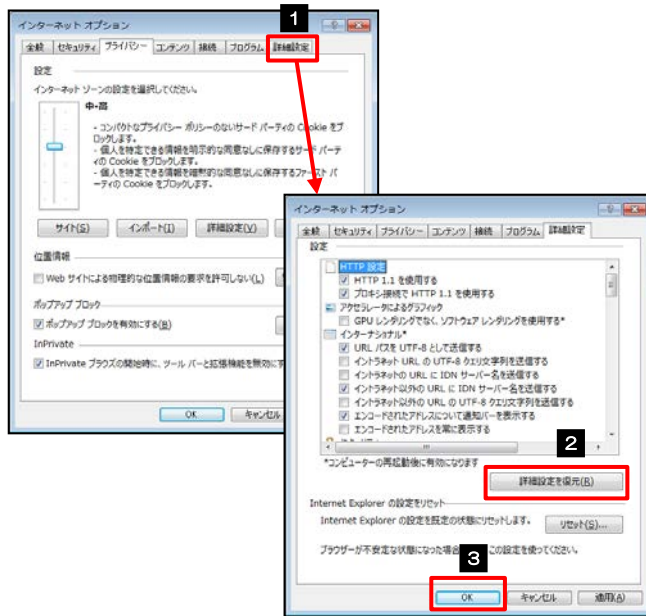 1
インターネット オプション
全般 セキュリティ プライバシー コンテンツ 接続 プログラム 詳細設定
設定
インターネット ゾーンの設定を選択してください。
中-高
- コンパクトなプライバシー ポリシーのないサード パーティの Cookie をブ
ロックします。
- 個人を特定できる情報を明示的な同意なしに保存するサード パーテ
ィの Cookie をブロックします。
- 個人を特定できる情報を暗黙的な同意なしに保存するファースト パ
ーティの Cookie をブロックします。
サイト(S) インポート(I) 詳細設定(V)
位置情報
Web サイトによる物理的な位置情報の要求を許可しない(L)
ポップアップ ブロック
ポップアップ ブロックを有効にする(B)
InPrivate
InPrivate ブラウズの開始時に、ツール バーと拡張機能を無効にす
OK キャンセル
インターネット オプション
全般 セキュリティ プライバシー コンテンツ 接続 プログラム 詳細設定
設定
HTTP 設定
HTTP 1.1 を使用する
プロキシ接続で HTTP 1.1 を使用する
アクセラレータによるグラフィック
GPU レンダリングでなく、ソフトウェア レンダリングを使用する*
インターナショナル*
URL パスを UTF-8 として送信する
イントラネット URL の UTF-8 クエリ文字列を送信する
イントラネットの URL に IDN サーバー名を送信する
イントラネット以外の URL に IDN サーバー名を送信する
イントラネット以外の URL の UTF-8 クエリ文字列を送信する
エンコードされたアドレスについて通知バーを表示する
エンコードされたアドレスを常に表示する
2
*コンピューターの再起動後に有効になります
詳細設定を復元(R)
Internet Explorer の設定をリセット
Internet Explorer の設定を既定の状態にリセットします。
リセット(S)...
ブラウザーが不安定な状態になった場合 この設定を使ってください。
3
OK キャンセル 適用(A)